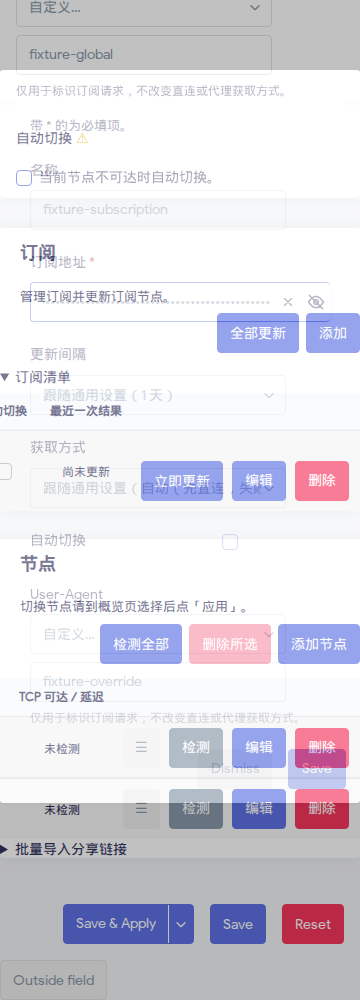 自定义...
fixture-global
仅用于标识订阅请求，不改变直连或代理获取方式。
带 * 的为必填项。
自动切换 ⚠
名称
当前节点不可达时自动切换。
fixture-subscription
订阅
订阅地址 *
管理订阅并更新订阅节点。
全部更新 添加
更新间隔
▼ 订阅清单
跟随通用设置（1天）
切换 最近一次结果
获取方式
尚未更新 立即更新 编辑 删除
跟随通用设置（自动（先直连，失
自动切换
节点
User-Agent
切换节点请到概览页选择后点「应用」。
自定义... 检测全部 删除所选 添加节点
fixture-override
TCP 可达 / 延迟
仅用于标识订阅请求，不改变直连或代理获取方式。
未检测 ☰ 检测 编辑 删除
Dismiss Save
未检测 ☰ 检测 编辑 删除
▶ 批量导入分享链接
Save & Apply Save Reset
Outside field